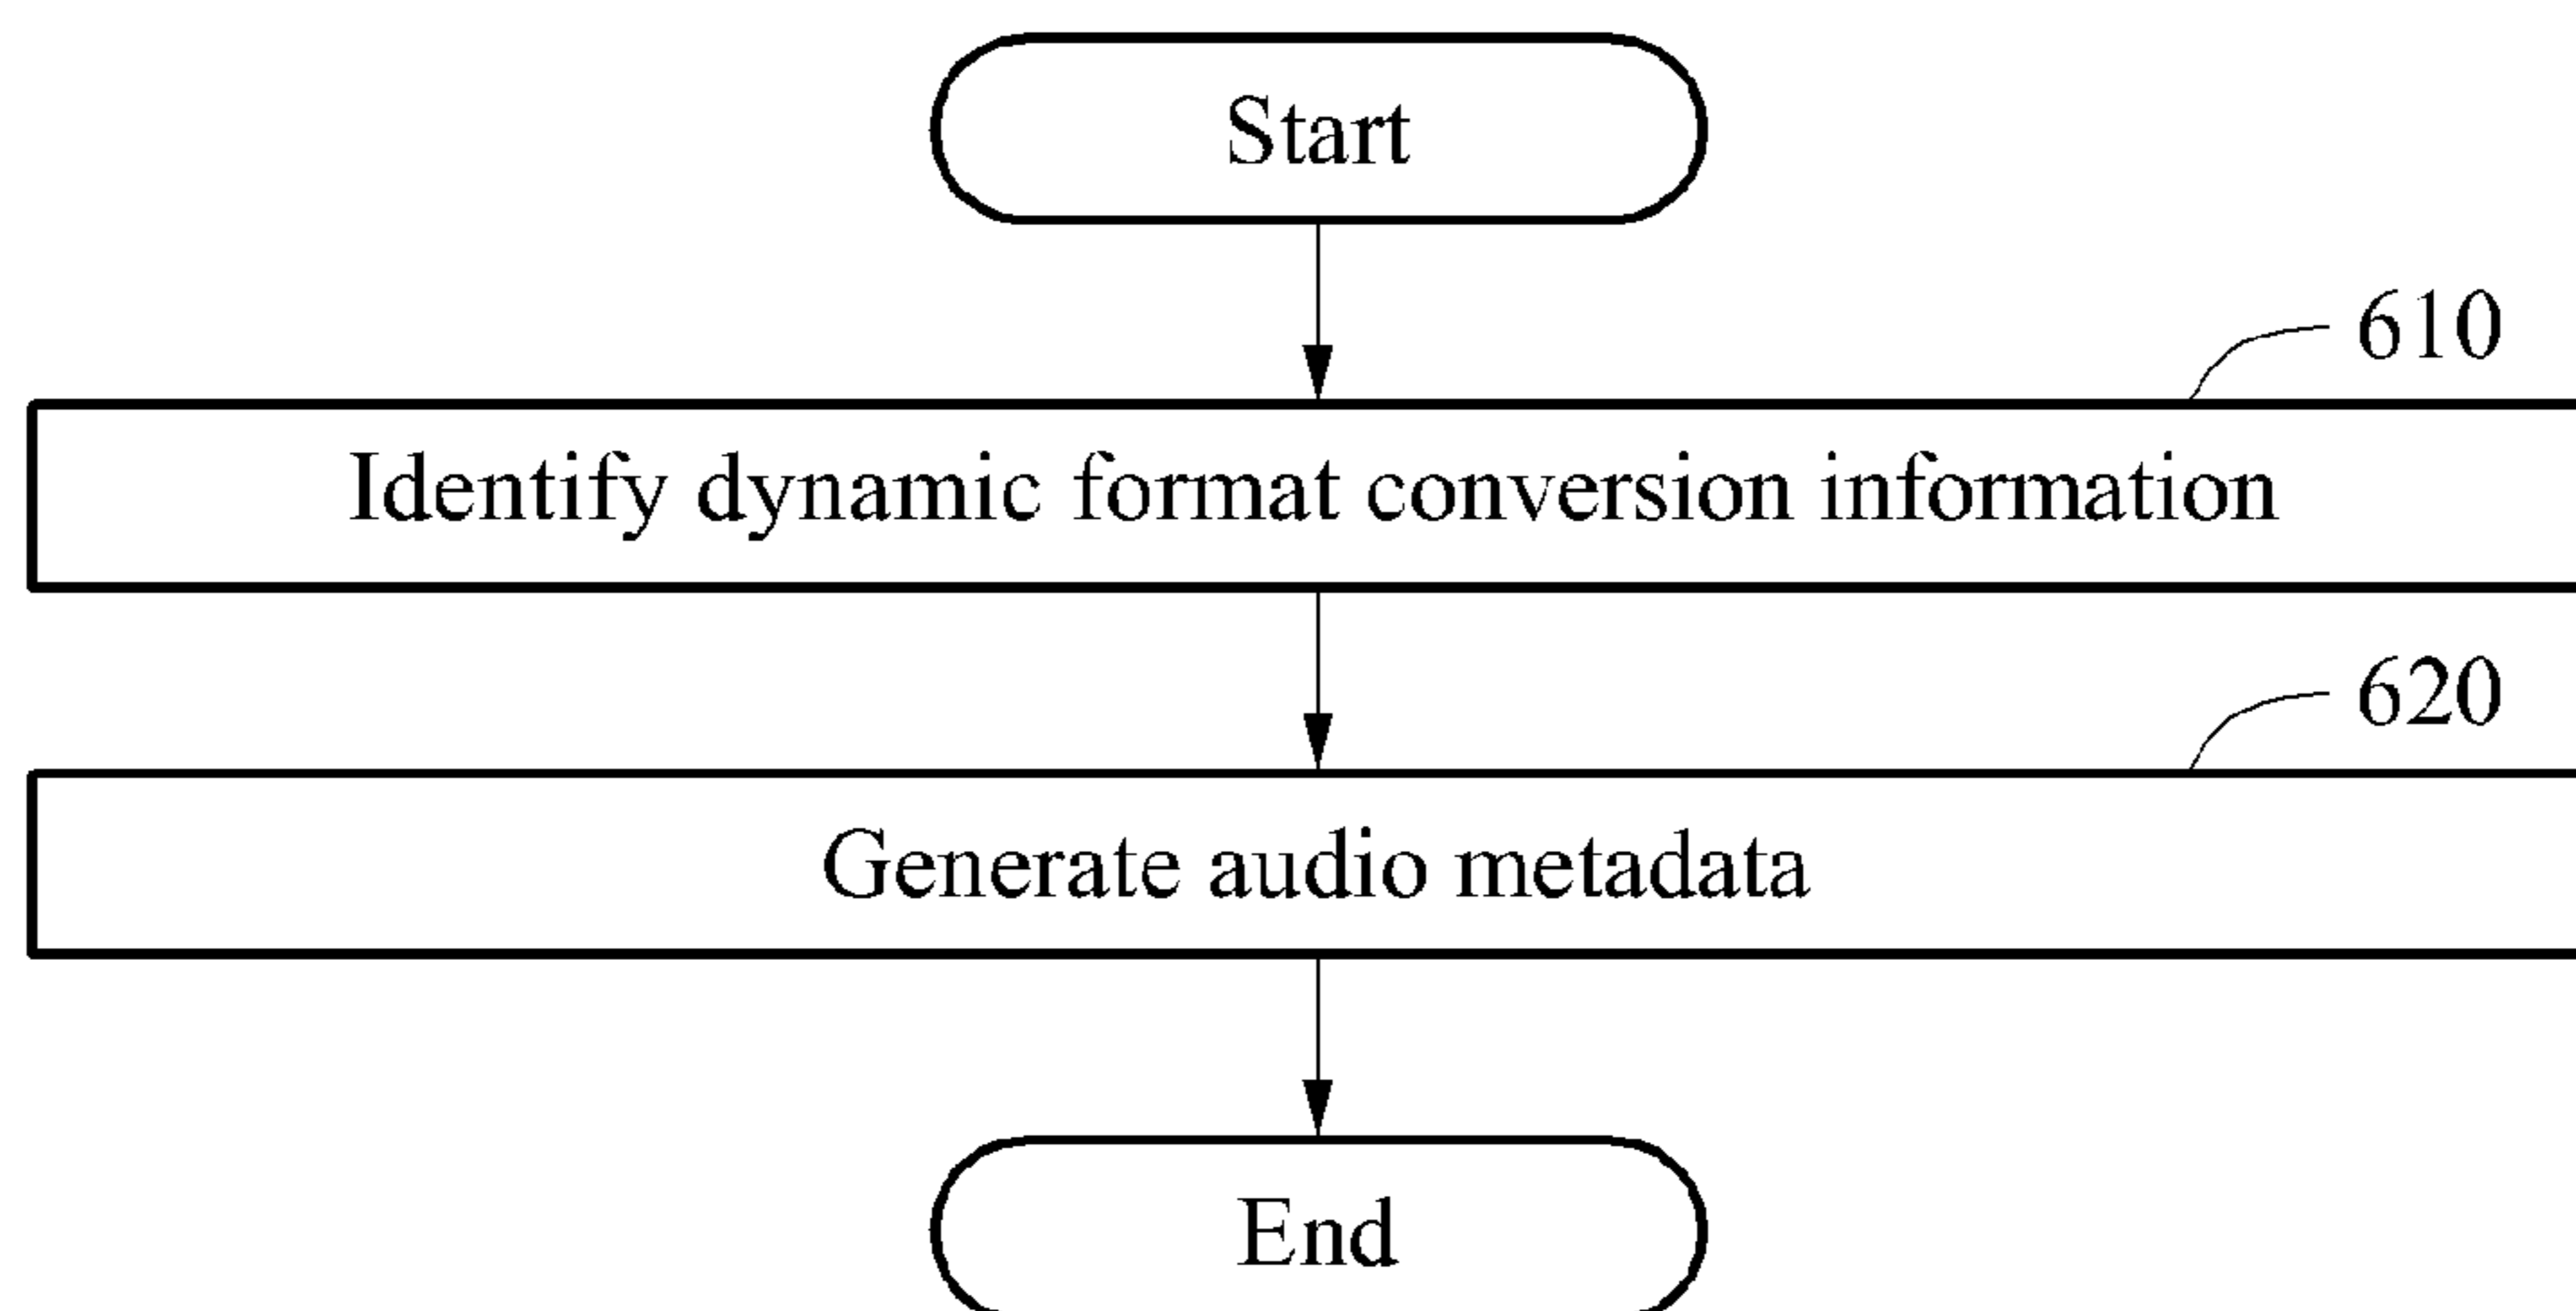 Start
610
Identify dynamic format conversion information
620
Generate audio metadata
End